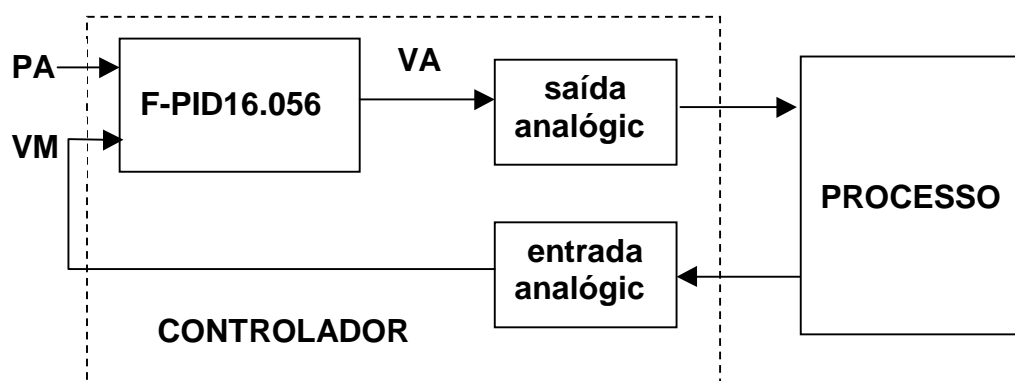 PA
VM
F-PID16.056
VA
saída
analógic
PROCESSO
entrada
analógic
CONTROLADOR